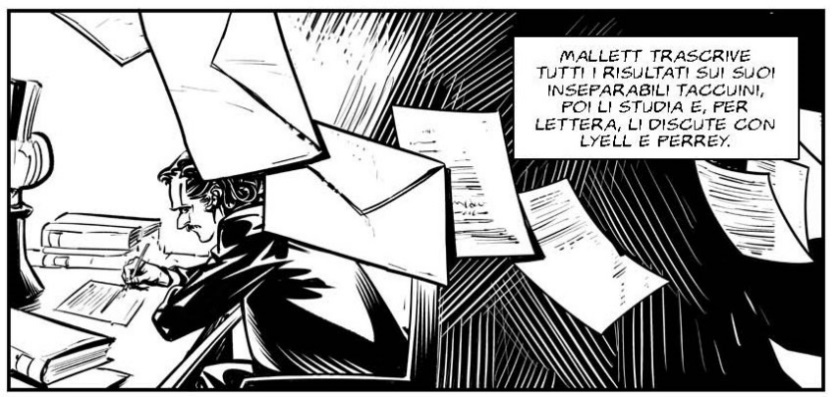 MALLETT TRASCRIVE
TUTTI I RISULTATI SUI SUOI
INSEPARABILI TACCUINI,
POI LI STUDIA E, PER
LETTERA, LI DISCUTE CON
LYELL E PERREY.